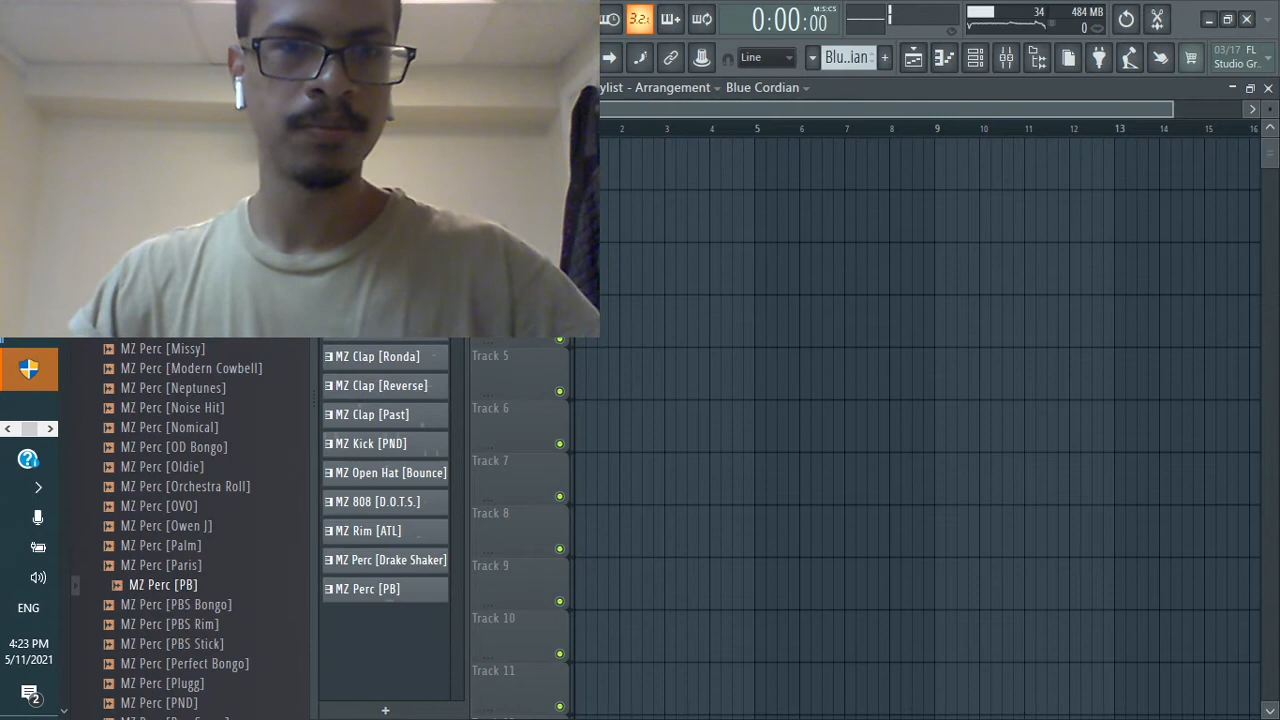 3.2
0:00:00
M:S:CS
34
484 MB
0
Line
Blu..ian
+
03/17 FL
Studio Gr..
ylist - Arrangement
Blue Cordian
2 3 4 5 6 7 8 9 10 11 12 13 14 15 16
MZ Perc [Missy]
MZ Perc [Modern Cowbell]
MZ Perc [Neptunes]
MZ Perc [Noise Hit]
MZ Perc [Nomical]
MZ Perc [OD Bongo]
MZ Perc [Oldie]
MZ Perc [Orchestra Roll]
MZ Perc [OVO]
MZ Perc [Owen J]
MZ Perc [Palm]
MZ Perc [Paris]
MZ Perc [PB]
MZ Perc [PBS Bongo]
MZ Perc [PBS Rim]
MZ Perc [PBS Stick]
MZ Perc [Perfect Bongo]
MZ Perc [Plugg]
MZ Perc [PND]
MZ Clap [Ronda]
MZ Clap [Reverse]
MZ Clap [Past]
MZ Kick [PND]
MZ Open Hat [Bounce]
MZ 808 [D.O.T.S.]
MZ Rim [ATL]
MZ Perc [Drake Shaker]
MZ Perc [PB]
+
Track 5
Track 6
Track 7
Track 8
Track 9
Track 10
Track 11
ENG
4:23 PM
5/11/2021
2